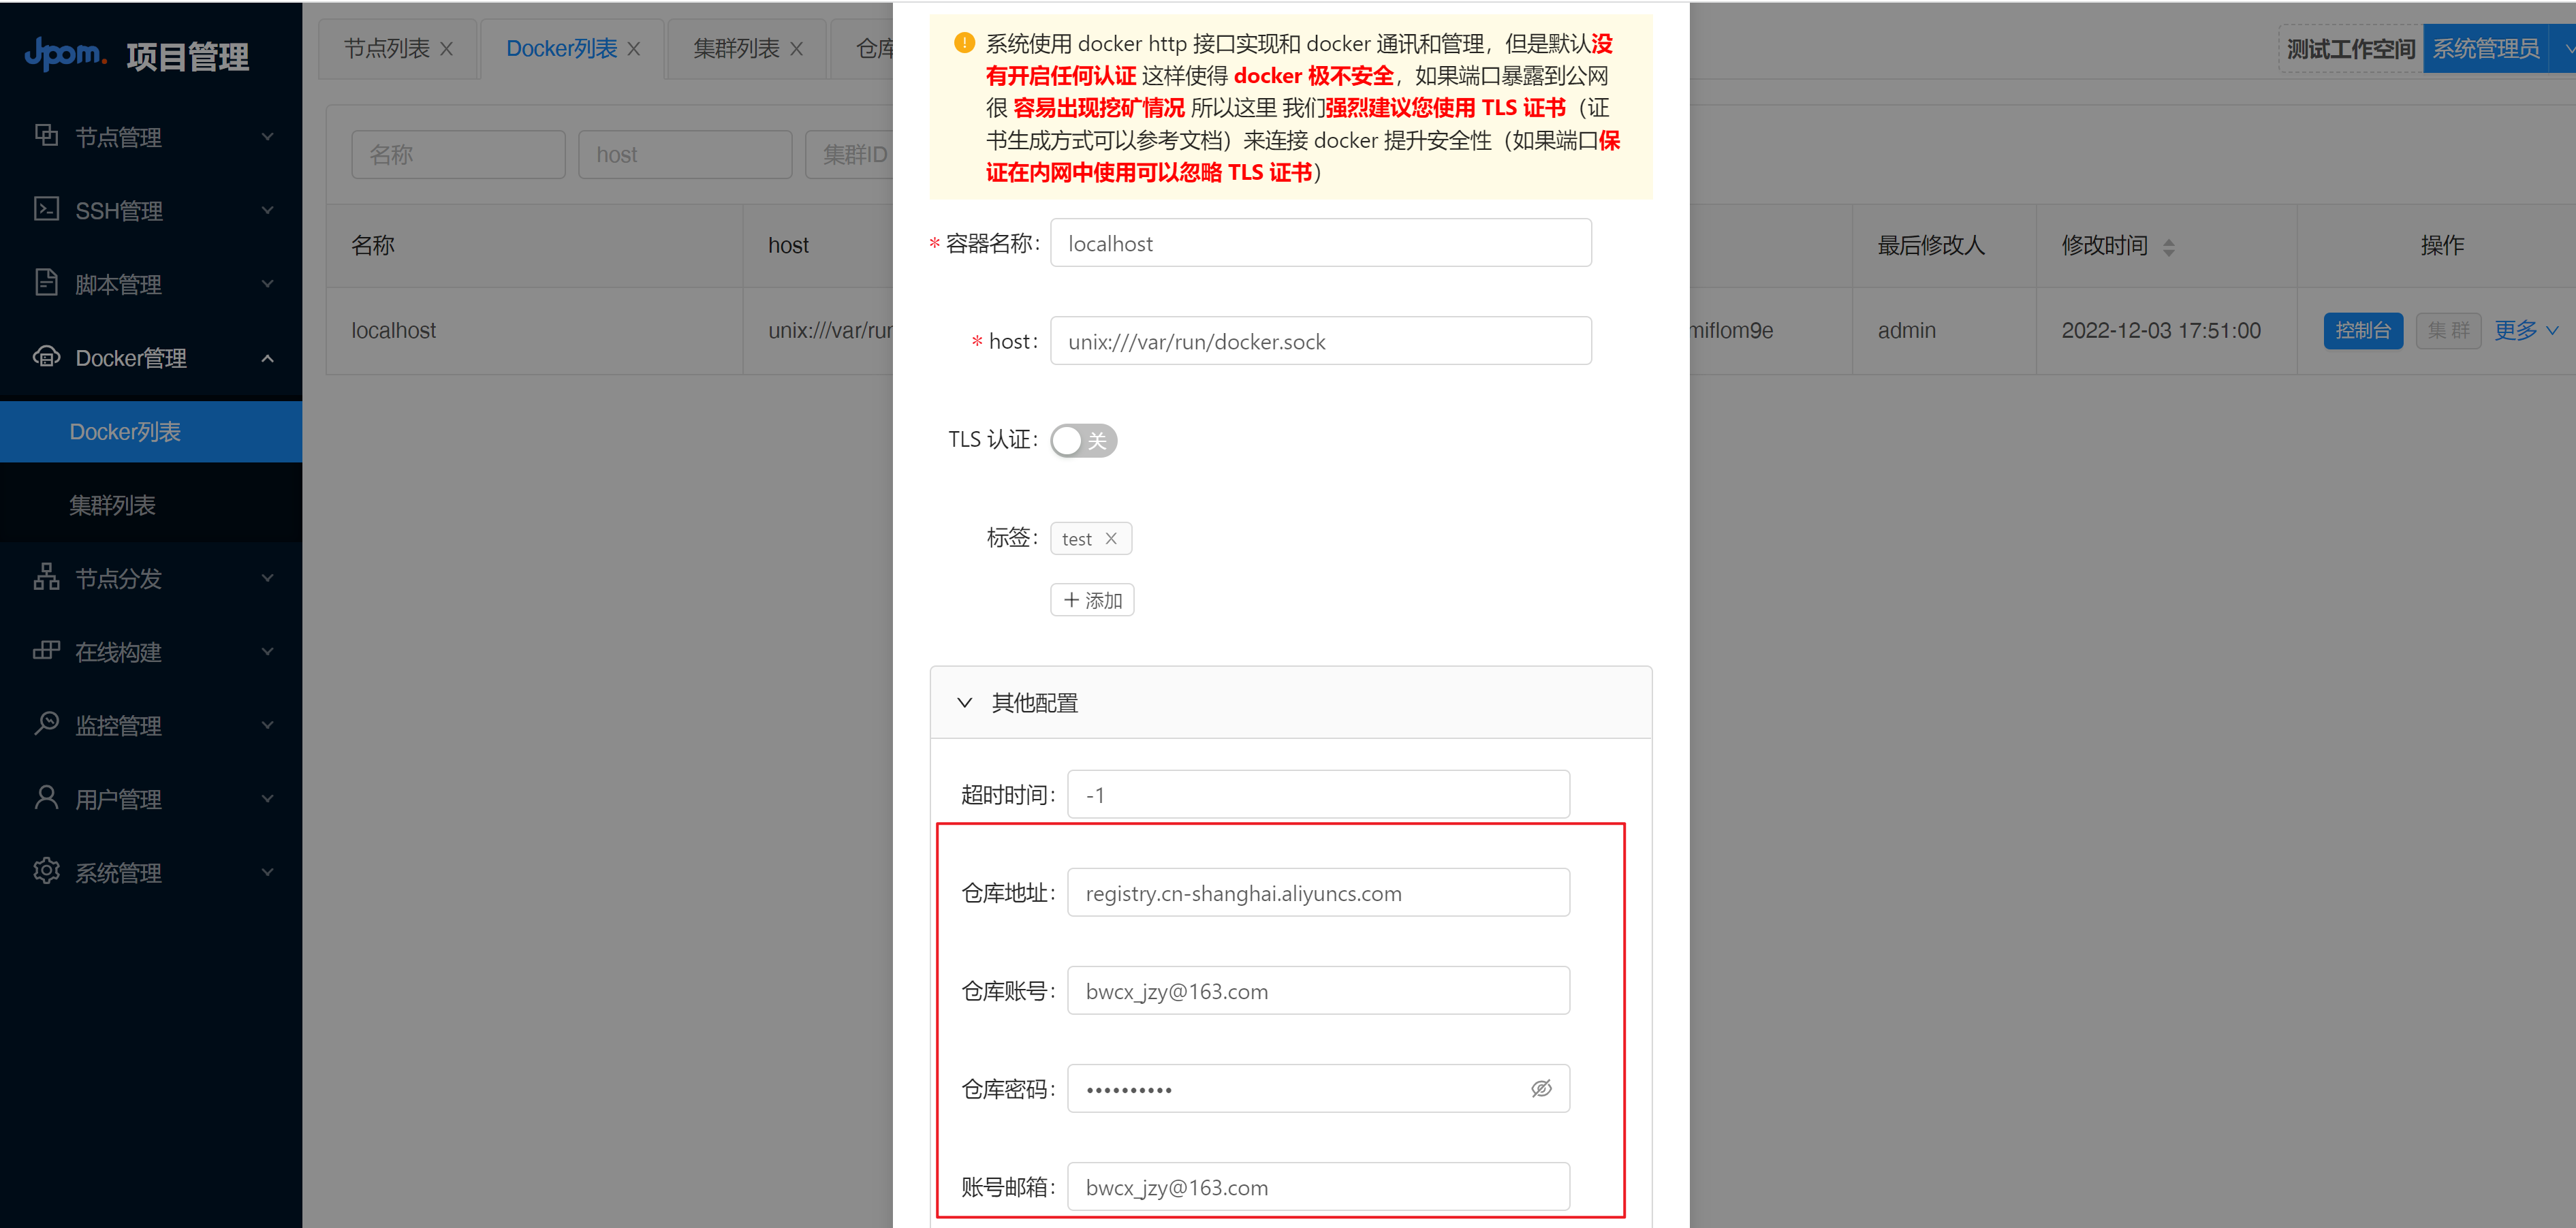 Jpom. 项目管理
节点管理
SSH管理
脚本管理
Docker管理
Docker列表
集群列表
节点分发
在线构建
监控管理
用户管理
系统管理
节点列表
Docker列表
集群列表
测试工作空间
系统管理员
名称
host
集群ID
名称
host
最后修改人
修改时间
操作
localhost
unix:///var/run
miflom9e
admin
2022-12-03 17:51:00
控制台
集 群
更多
系统使用 docker http 接口实现和 docker 通讯和管理，但是默认没
有开启任何认证 这样使得 docker 极不安全，如果端口暴露到公网
很 容易出现挖矿情况 所以这里 我们强烈建议您使用 TLS 证书（证
书生成方式可以参考文档）来连接 docker 提升安全性（如果端口保
证在内网中使用可以忽略 TLS 证书）
* 容器名称: localhost
* host: unix:///var/run/docker.sock
TLS 认证: 关
标签: test
添加
其他配置
超时时间: -1
仓库地址: registry.cn-shanghai.aliyuncs.com
仓库账号: bwcx_jzy@163.com
仓库密码: ••••••••••
账号邮箱: bwcx_jzy@163.com